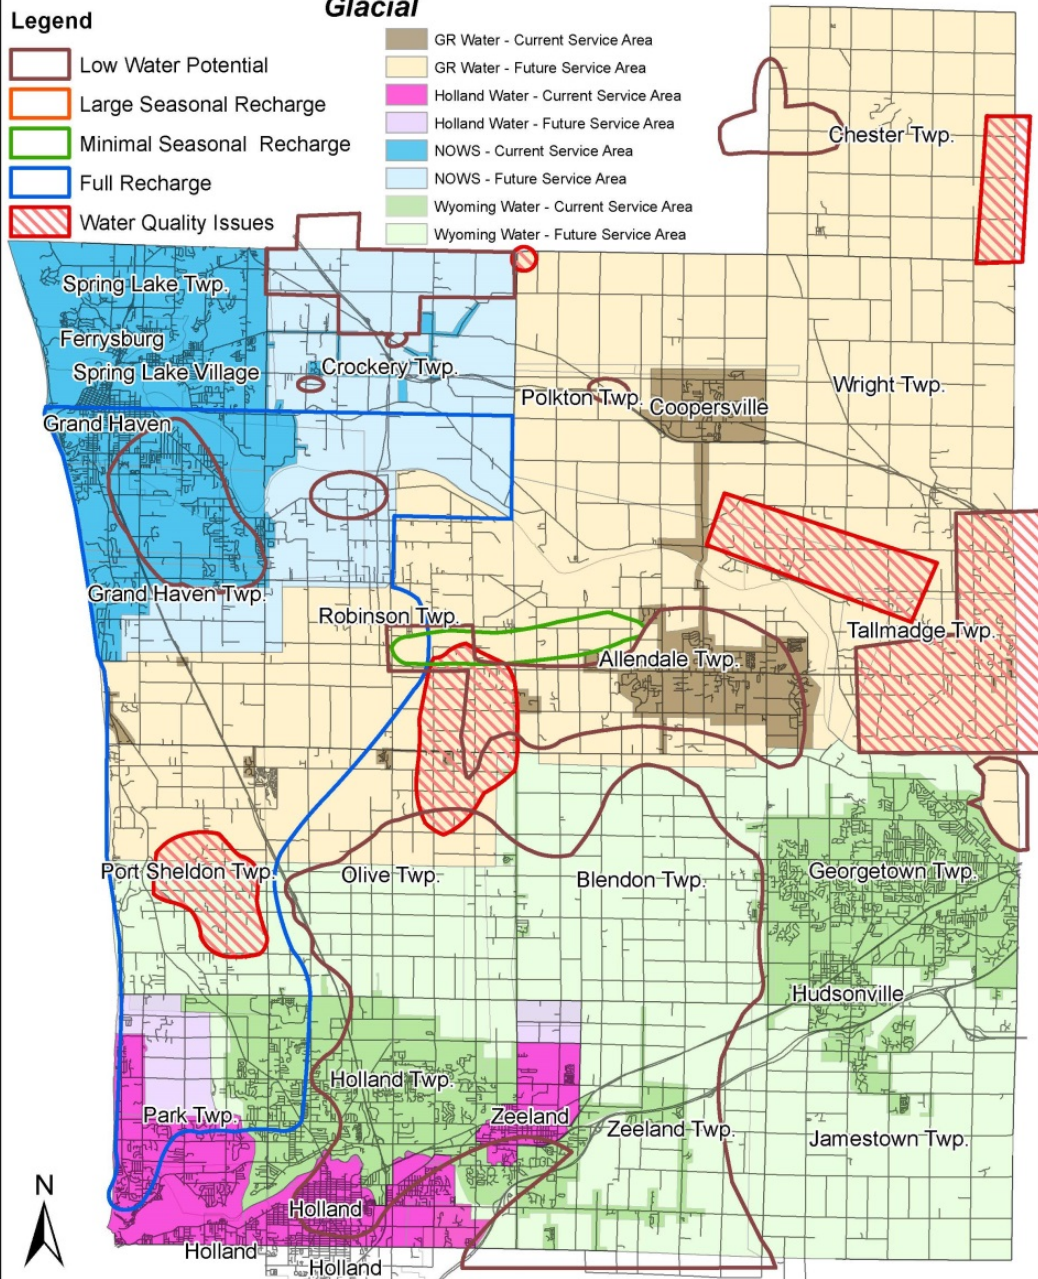 Glacial
Legend
Low Water Potential
Large Seasonal Recharge
Minimal Seasonal Recharge
Full Recharge
Water Quality Issues
GR Water - Current Service Area
GR Water - Future Service Area
Holland Water - Current Service Area
Holland Water - Future Service Area
NOWS - Current Service Area
NOWS - Future Service Area
Wyoming Water - Current Service Area
Wyoming Water - Future Service Area
Chester Twp.
Spring Lake Twp.
Ferrysburg
Spring Lake Village
Crockery Twp.
Polkton Twp.
Coopersville
Wright Twp.
Grand Haven
Grand Haven Twp.
Robinson Twp.
Allendale Twp.
Tallmadge Twp.
Port Sheldon Twp.
Olive Twp.
Blendon Twp.
Georgetown Twp.
Hudsonville
Holland Twp.
Park Twp.
Zeeland
Zeeland Twp.
Jamestown Twp.
N
Holland
Holland
Holland